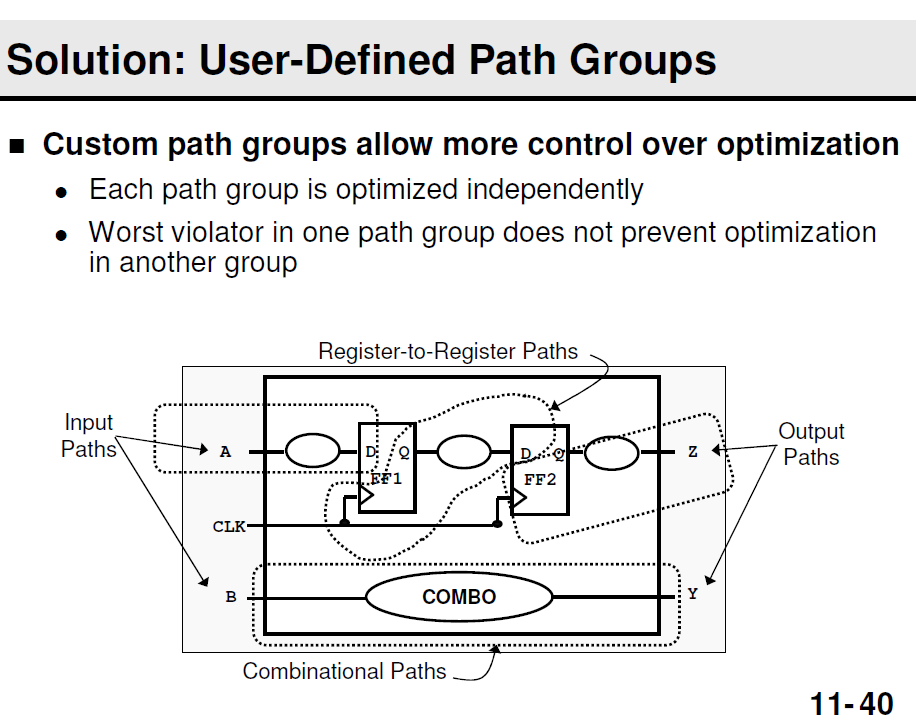 Solution: User-Defined Path Groups
Custom path groups allow more control over optimization
Each path group is optimized independently
Worst violator in one path group does not prevent optimization
in another group
Register-to-Register Paths
Input
Paths
Output
Paths
A
D
Q
FF1
D
Q
FF2
Z
CLK
B
COMBO
Y
Combinational Paths
11-40